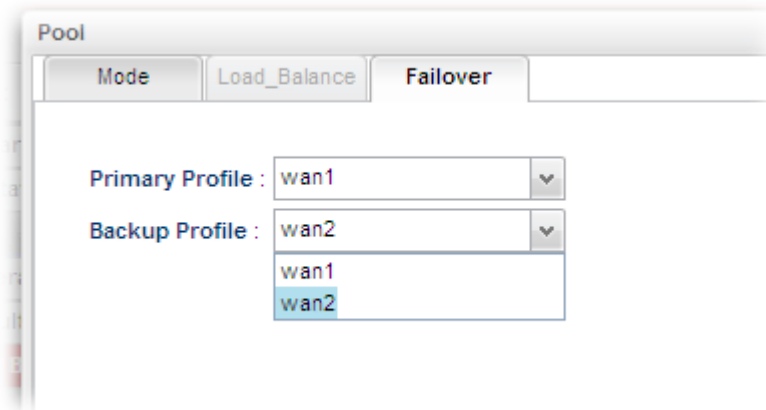 Pool
Mode Load_Balance Failover
Primary Profile : wan1
Backup Profile : wan2
wan1
wan2